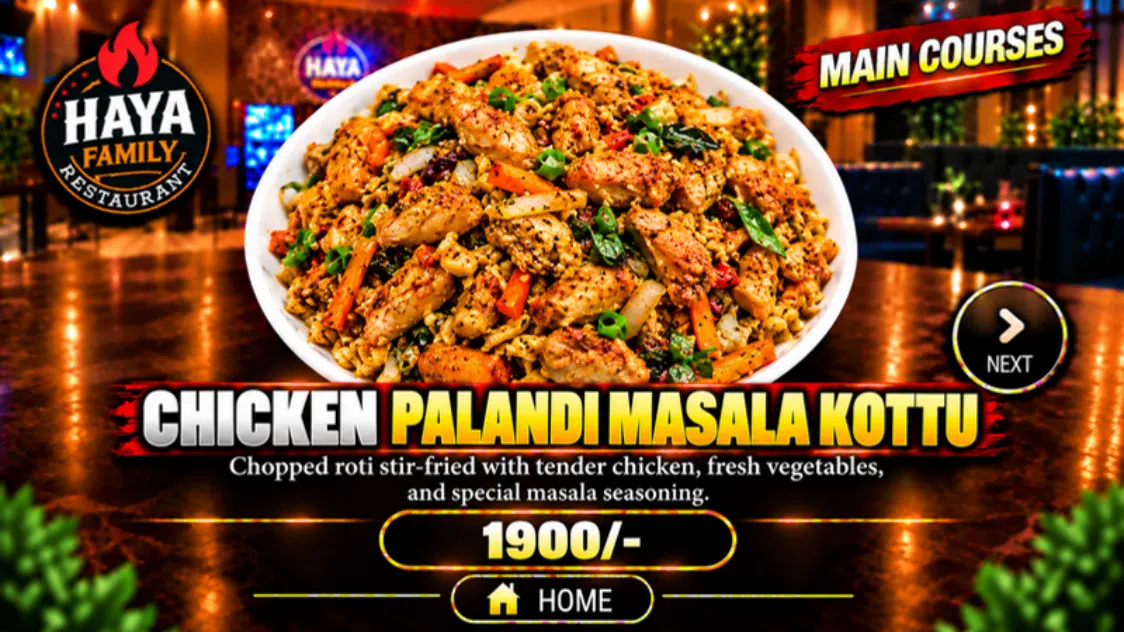 HAYA
FAMILY
RESTAURANT
HAYA
MAIN COURSES
NEXT
CHICKEN PALANDI MASALA KOTTU
Chopped roti stir-fried with tender chicken, fresh vegetables,
and special masala seasoning.
1900/-
HOME